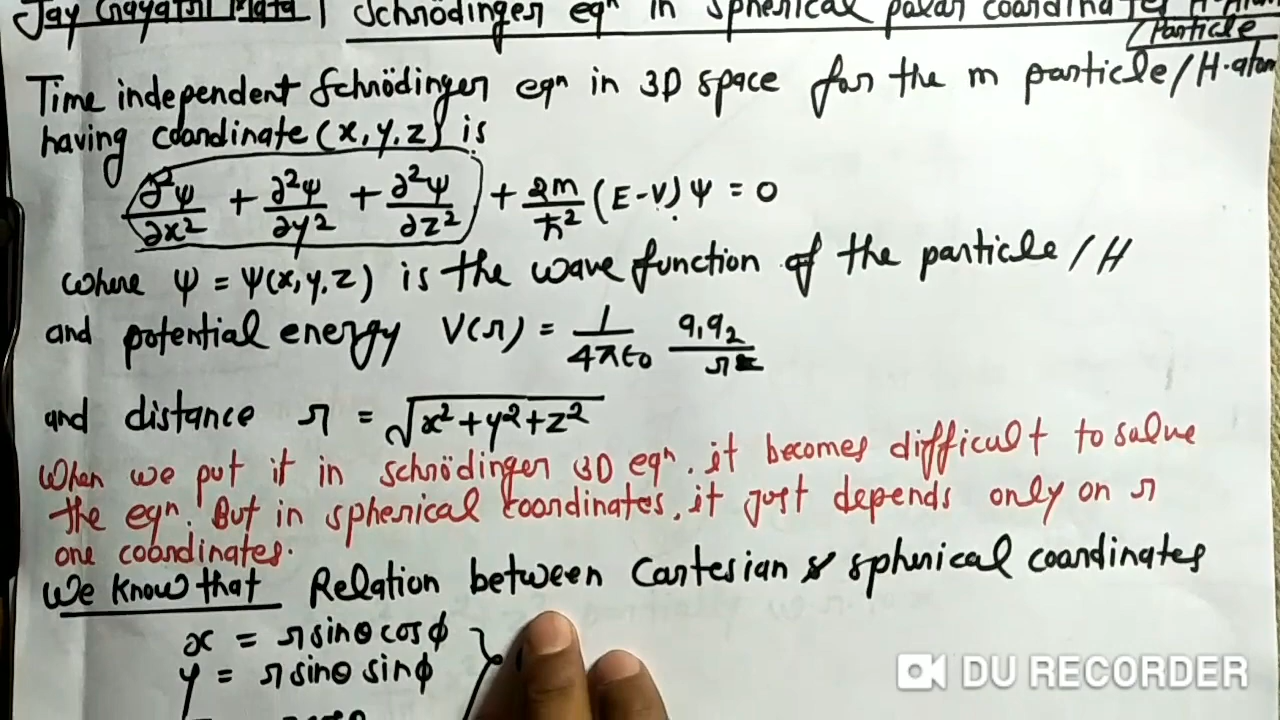 Jay Gayatri Mata | Schrödinger eqⁿ in spherical polar coordinates H-Atom
/Particle
Time independent Schrödinger eqⁿ in 3D space for the m particle/H-atom
having coordinate (x, y, z) is
∂²ψ/∂x² + ∂²ψ/∂y² + ∂²ψ/∂z² + 2m/ħ² (E-V) ψ = 0
where ψ = ψ(x, y, z) is the wave function of the particle / H
and potential energy V(r) = 1/4πε₀ q₁q₂/r
and distance r = √x²+y²+z²
When we put it in schrödinger 3D eqⁿ. it becomes difficult to solve
the eqⁿ. But in spherical coordinates, it just depends only on r
one coordinates.
We know that Relation between Cartesian & spherical coordinates
x = r sinθ cosϕ
y = r sinθ sinϕ
DU RECORDER